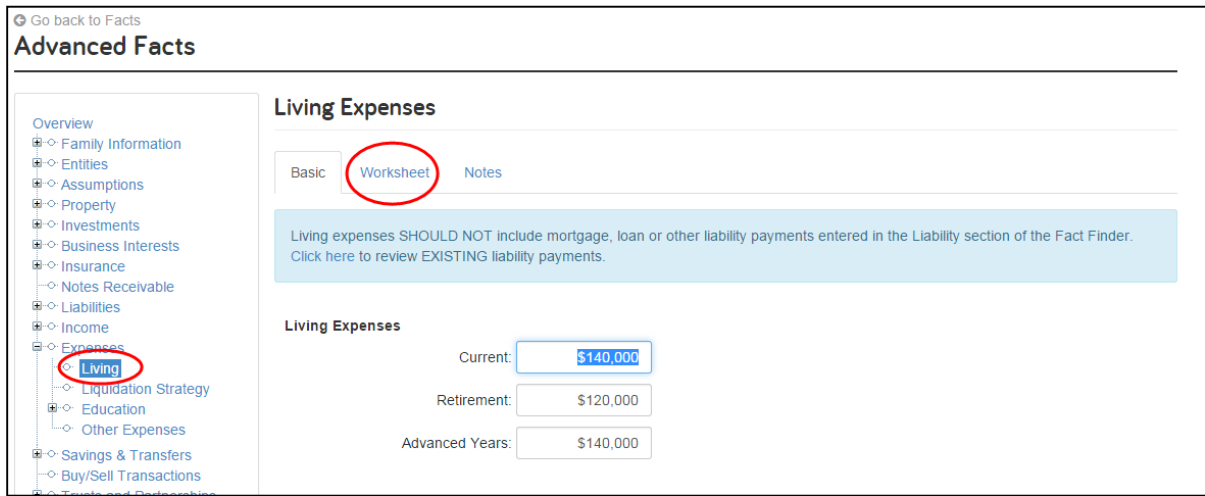 Go back to Facts
Advanced Facts
Overview
Family Information
Entities
Assumptions
Property
Investments
Business Interests
Insurance
Notes Receivable
Liabilities
Income
Expenses
Living
Liquidation Strategy
Education
Other Expenses
Savings & Transfers
Buy/Sell Transactions
Trusts and Partnerships
Living Expenses
Basic Worksheet Notes
Living expenses SHOULD NOT include mortgage, loan or other liability payments entered in the Liability section of the Fact Finder.
Click here to review EXISTING liability payments.
Living Expenses
Current: $140,000
Retirement: $120,000
Advanced Years: $140,000